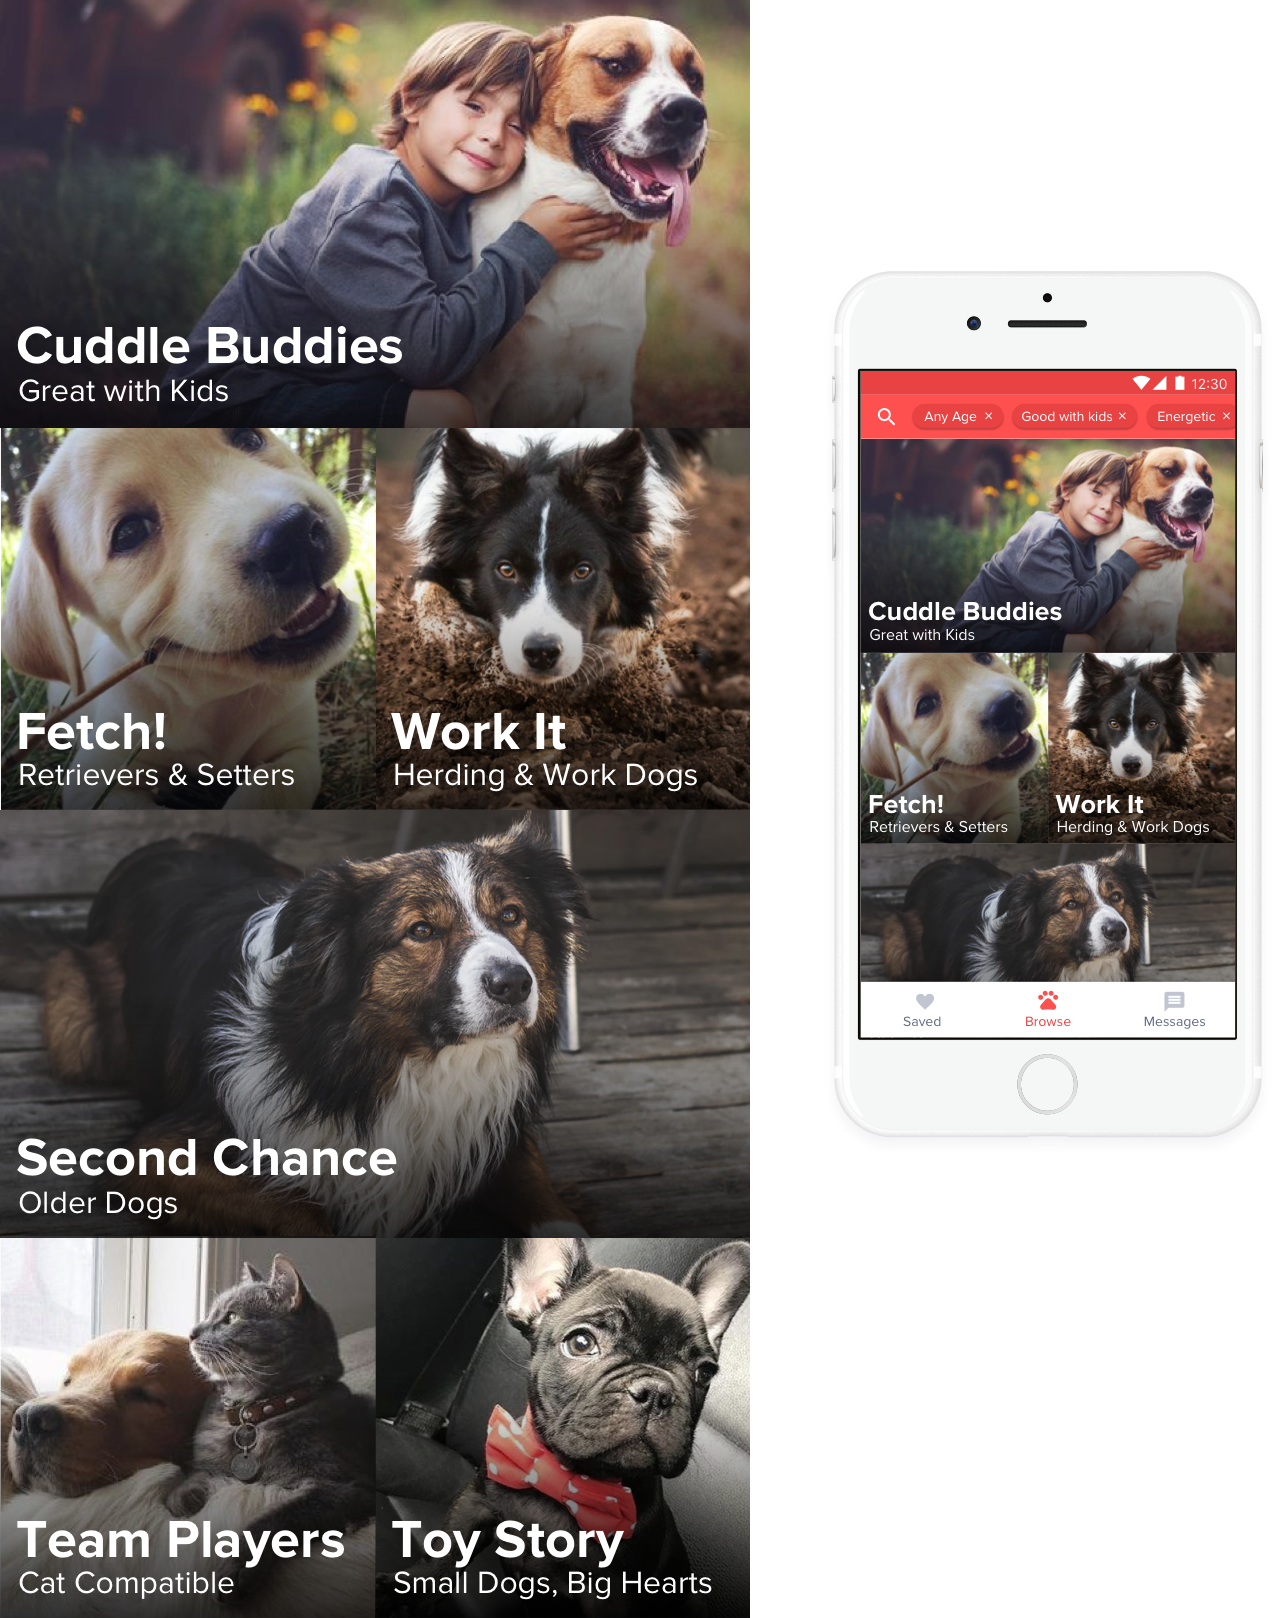 Cuddle Buddies
Great with Kids
Fetch!
Retrievers & Setters
Work It
Herding & Work Dogs
Second Chance
Older Dogs
Team Players
Cat Compatible
Toy Story
Small Dogs, Big Hearts
12:30
Any Age ×
Good with kids ×
Energetic ×
Cuddle Buddies
Great with Kids
Fetch!
Retrievers & Setters
Work It
Herding & Work Dogs
Saved
Browse
Messages